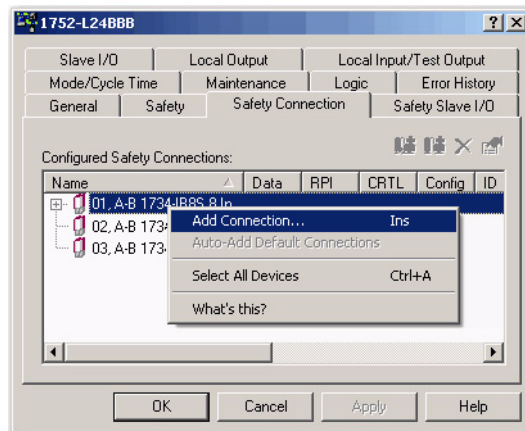 1752-L24BBB
Slave I/O Local Output Local Input/Test Output
Mode/Cycle Time Maintenance Logic Error History
General Safety Safety Connection Safety Slave I/O
Configured Safety Connections:
Name Data RPI CRTL Config ID
01, A-B 1734-IB8S 8 In
02, A-B 173
03, A-B 173
Add Connection... Ins
Auto-Add Default Connections
Select All Devices Ctrl+A
What's this?
OK Cancel Apply Help